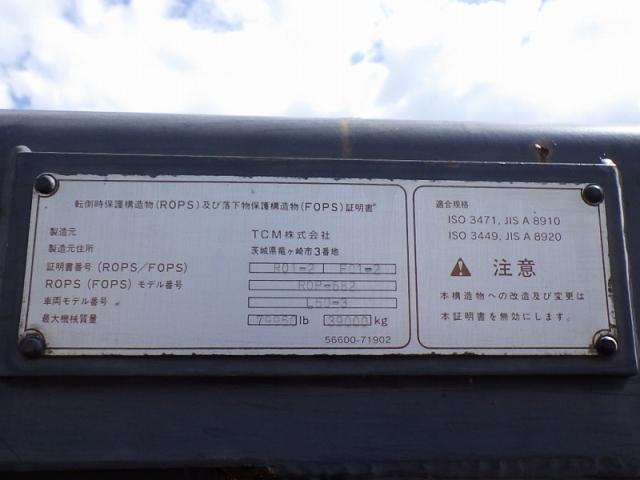 転倒時保護構造物(ROPS)及び落下物保護構造物(FOPS)証明書
製造元 TCM株式会社
製造元住所 茨城県竜ヶ崎市3番地
証明書番号 (ROPS/FOPS) R01-2 F01-2
ROPS (FOPS) モデル番号 ROP-682
車両モデル番号 L50-3
最大機械質量 79950 lb 39000 kg
56600-71902
適合規格
ISO 3471, JIS A 8910
ISO 3449, JIS A 8920
注意
本構造物への改造及び変更は
本証明書を無効にします。